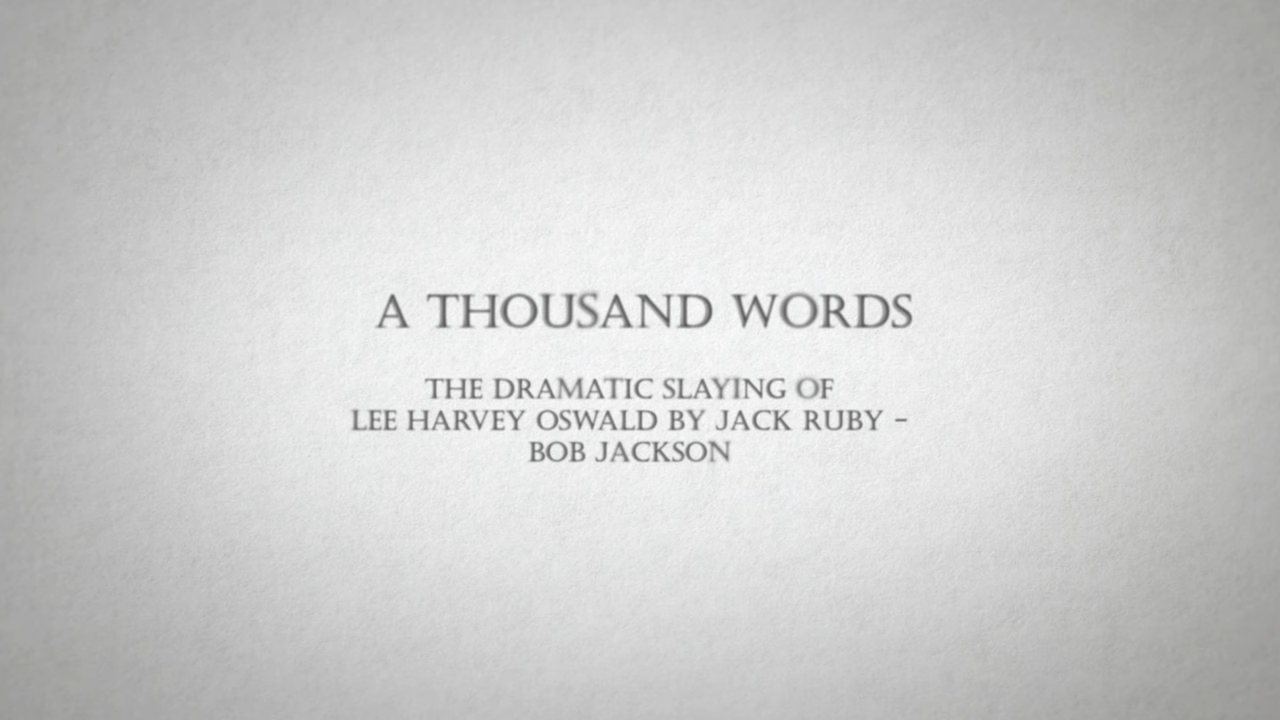 A THOUSAND WORDS
THE DRAMATIC SLAYING OF
LEE HARVEY OSWALD BY JACK RUBY –
BOB JACKSON